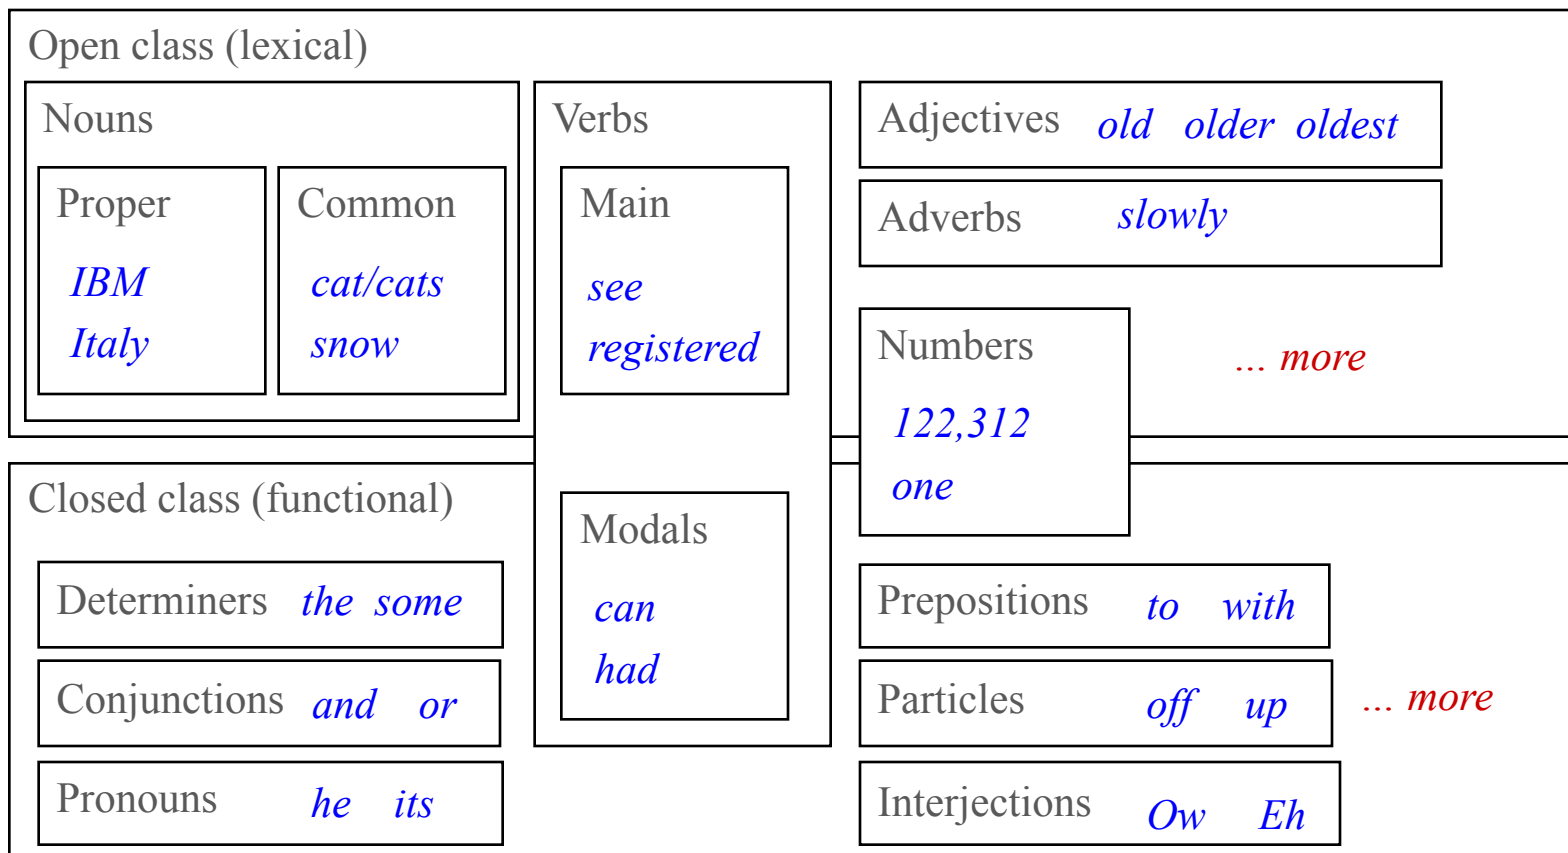 Open class (lexical)
Nouns
Proper
IBM
Italy
Common
cat/cats
snow
Verbs
Main
see
registered
Adjectives old older oldest
Adverbs slowly
Numbers
122,312
one
... more
Closed class (functional)
Determiners the some
Conjunctions and or
Pronouns he its
Modals
can
had
Prepositions to with
Particles off up
Interjections Ow Eh
... more